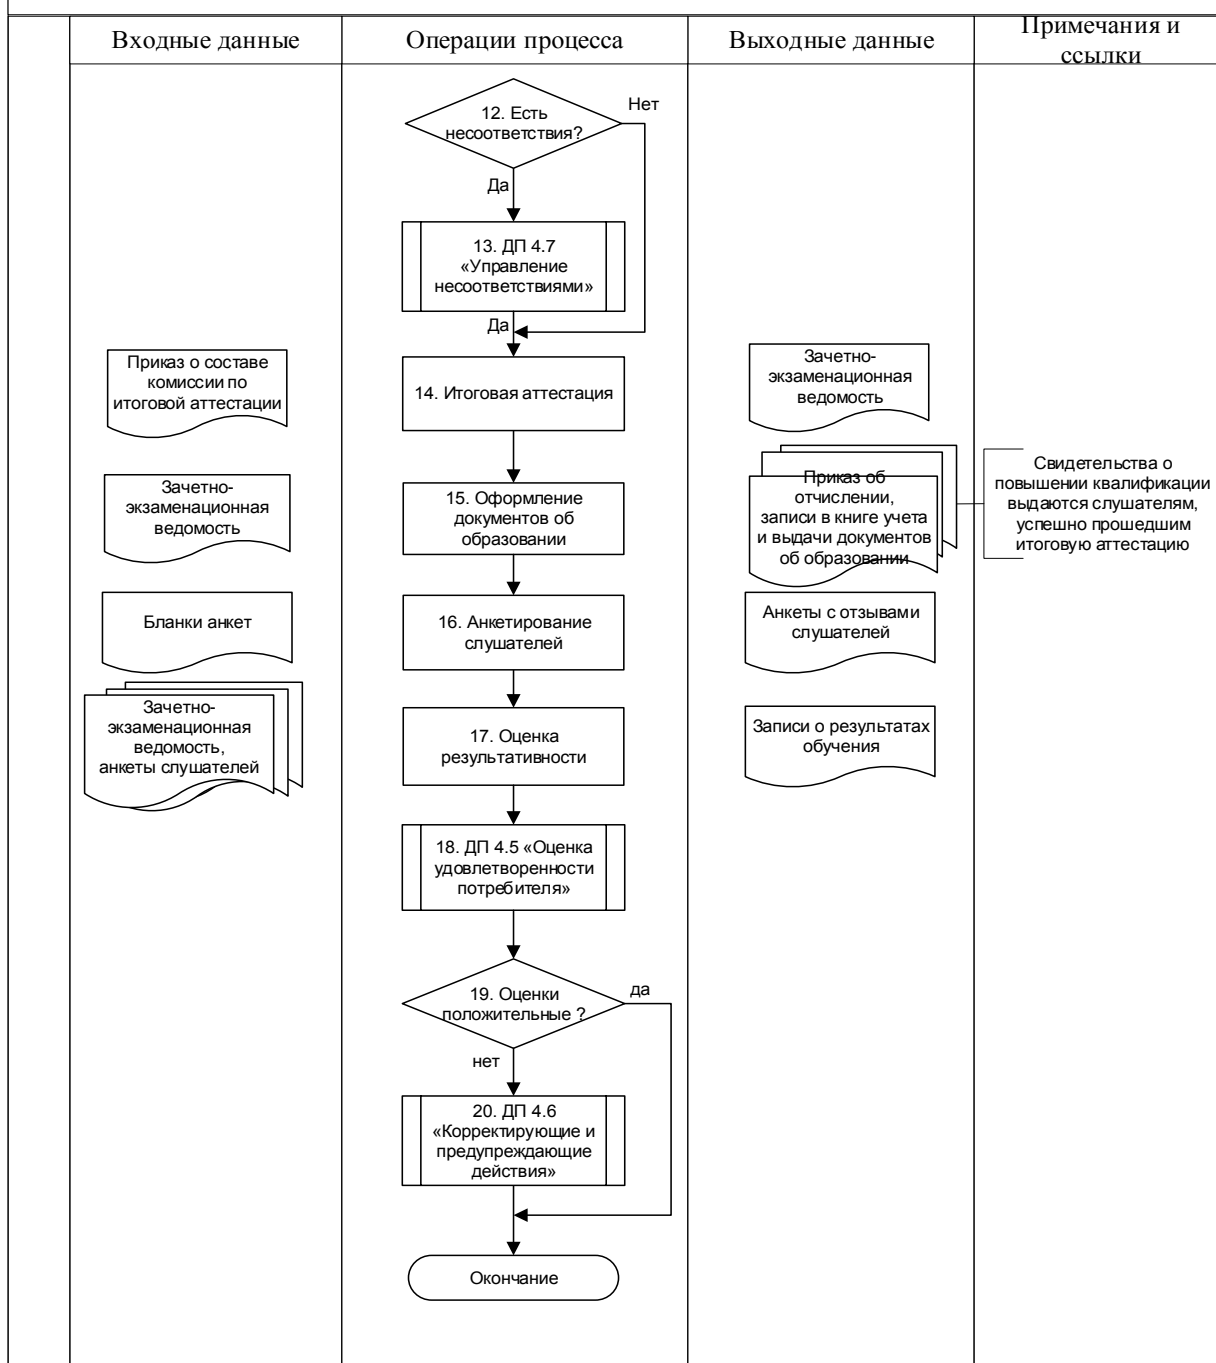 Входные данные
Операции процесса
Выходные данные
Примечания и
ссылки
12. Есть
несоответствия?
Нет
Да
13. ДП 4.7
«Управление
несоответствиями»
Да
Приказ о составе
комиссии по
итоговой аттестации
14. Итоговая аттестация
Зачетно-
экзаменационная
ведомость
Зачетно-
экзаменационная
ведомость
15. Оформление
документов об
образовании
Приказ об
отчислении,
записи в книге учета
и выдачи документов
об образовании
Свидетельства о
повышении квалификации
выдаются слушателям,
успешно прошедшим
итоговую аттестацию
Бланки анкет
16. Анкетирование
слушателей
Анкеты с отзывами
слушателей
Зачетно-
экзаменационная
ведомость,
анкеты слушателей
17. Оценка
результативности
Записи о результатах
обучения
18. ДП 4.5 «Оценка
удовлетворенности
потребителя»
19. Оценки
положительные ?
да
нет
20. ДП 4.6
«Корректирующие и
предупреждающие
действия»
Окончание